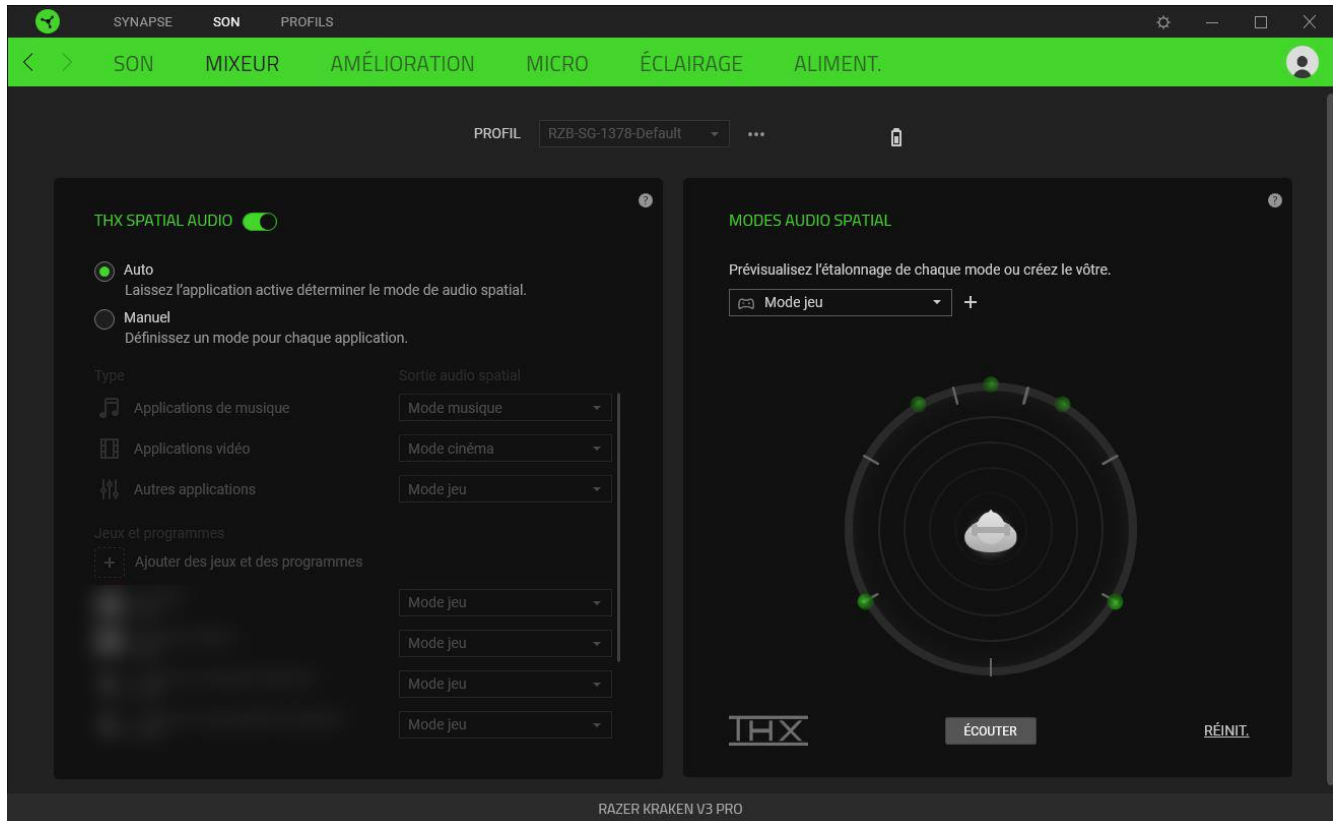 SYNAPSE SON PROFILS
SON MIXEUR AMÉLIORATION MICRO ÉCLAIRAGE ALIMENT.
PROFIL RZB-SG-1378-Default
THX SPATIAL AUDIO
Auto
Laissez l'application active déterminer le mode de audio spatial.
Manuel
Définissez un mode pour chaque application.
Type Sortie audio spatial
Applications de musique Mode musique
Applications vidéo Mode cinéma
Autres applications Mode jeu
Jeux et programmes
+ Ajouter des jeux et des programmes
Mode jeu
Mode jeu
Mode jeu
Mode jeu
MODES AUDIO SPATIAL
Prévisualisez l'étalonnage de chaque mode ou créez le vôtre.
Mode jeu +
THX ÉCOUTER RÉINIT.
RAZER KRAKEN V3 PRO